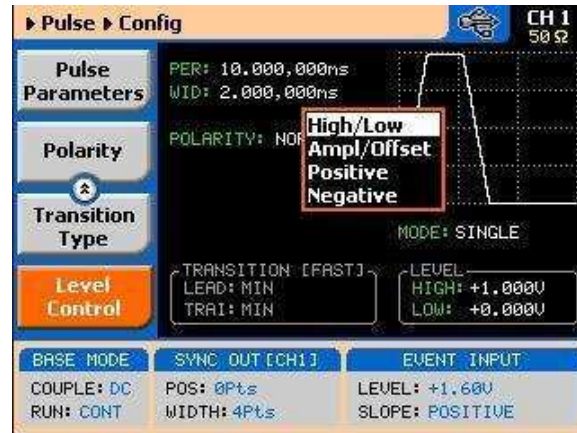 ▸ Pulse ▸ Config
CH 1
50 Ω
Pulse
Parameters
Polarity
Transition
Type
Level
Control
PER: 10.000,000ns
WID: 2.000,000ns
POLARITY:
High/Low
Ampl/Offset
Positive
Negative
MODE: SINGLE
TRANSITION [FAST]
LEAD: MIN
TRAI: MIN
LEVEL
HIGH: +1.000V
LOW: +0.000V
BASE MODE
COUPLE: DC
RUN: CONT
SYNC OUT [CH1]
POS: 0Pts
WIDTH: 4Pts
EVENT INPUT
LEVEL: +1.60V
SLOPE: POSITIVE